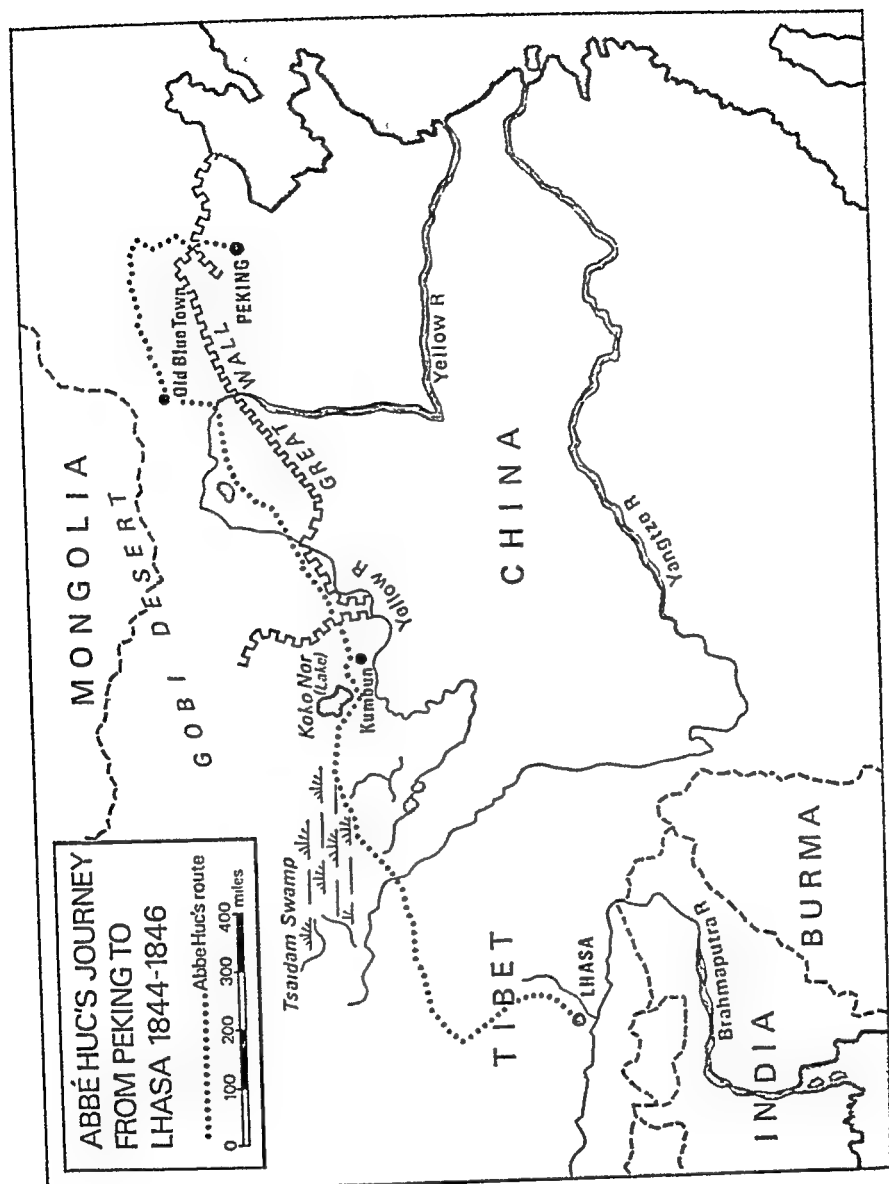 ABBÉ HUC'S JOURNEY
FROM PEKING TO
LHASA 1844-1846
Abbe Huc's route
0 100 200 300 400
miles
MONGOLIA
GOBI DESERT
Old Blue Town
PEKING
GREAT WALL
Yellow R
Yellow R
Koko Nor
(Lake)
Kumbun
Tsaidam Swamp
CHINA
Yangtze R
TIBET
LHASA
Brahmaputra R
INDIA
BURMA